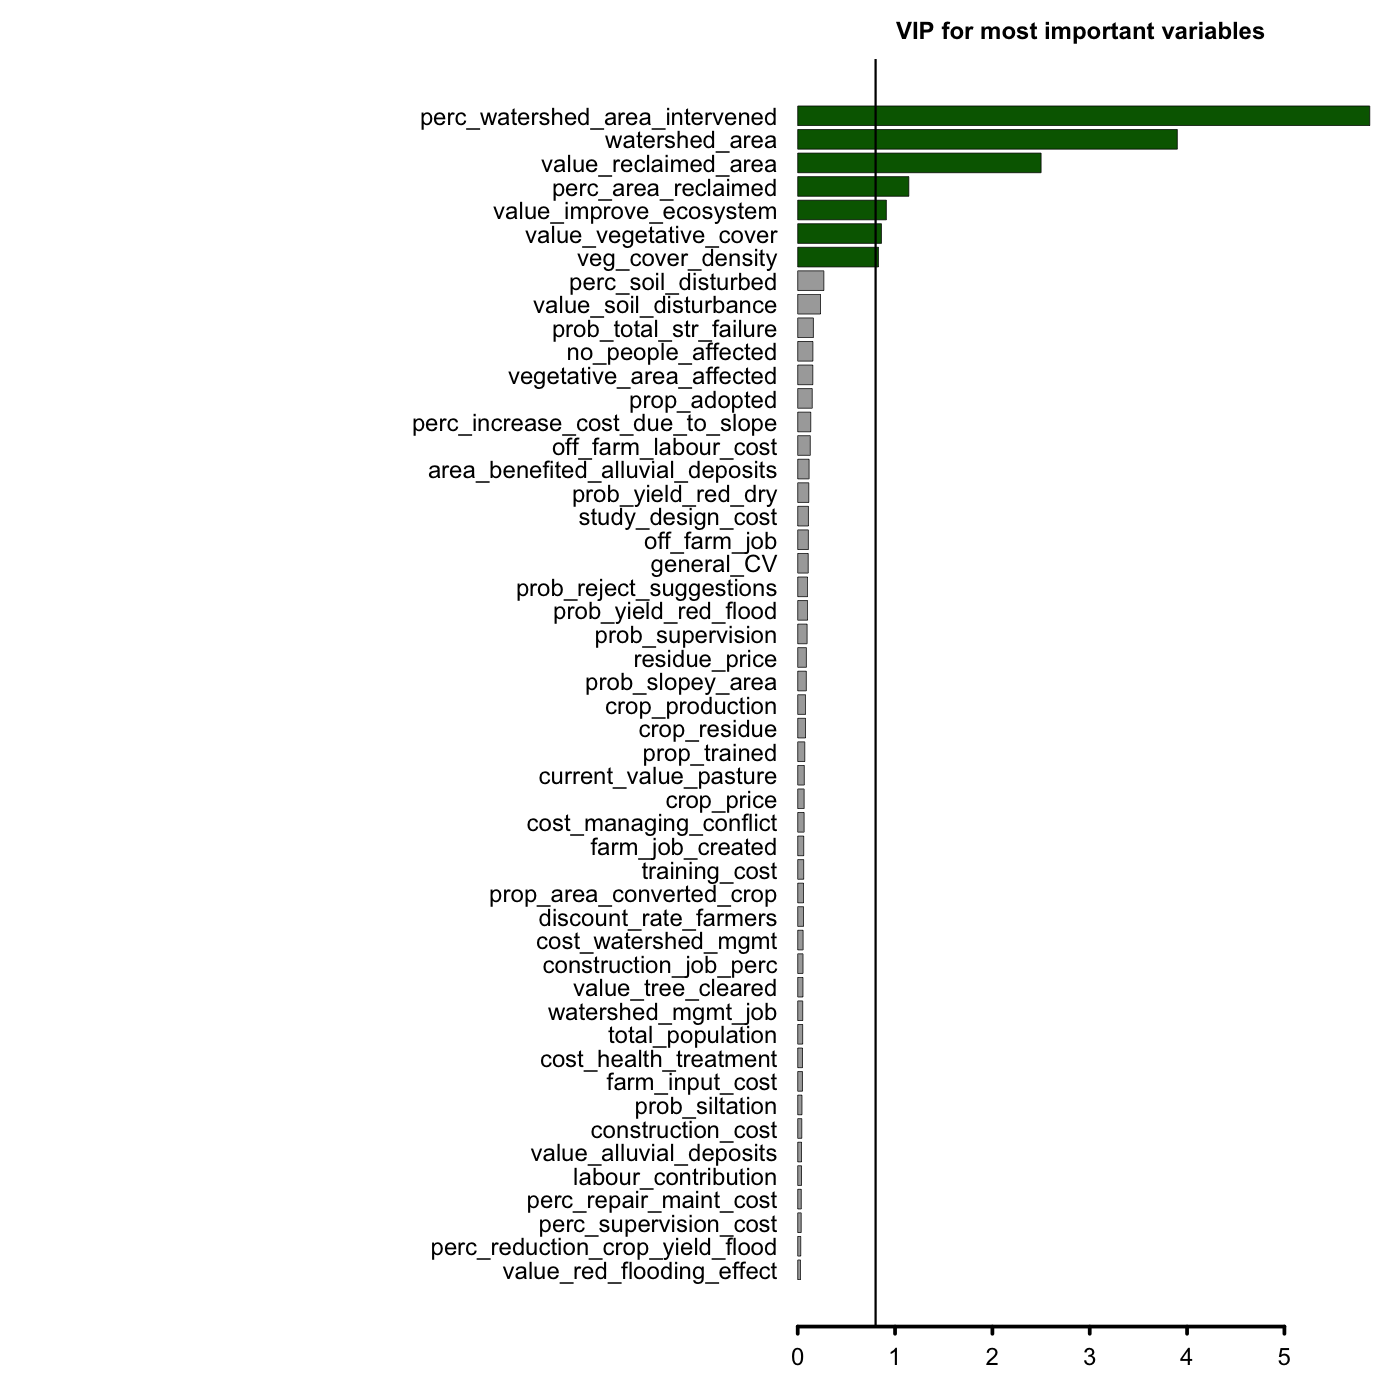 VIP for most important variables
perc_watershed_area_intervened
watershed_area
value_reclaimed_area
perc_area_reclaimed
value_improve_ecosystem
value_vegetative_cover
veg_cover_density
perc_soil_disturbed
value_soil_disturbance
prob_total_str_failure
no_people_affected
vegetative_area_affected
prop_adopted
perc_increase_cost_due_to_slope
off_farm_labour_cost
area_benefited_alluvial_deposits
prob_yield_red_dry
study_design_cost
off_farm_job
general_CV
prob_reject_suggestions
prob_yield_red_flood
prob_supervision
residue_price
prob_slopey_area
crop_production
crop_residue
prop_trained
current_value_pasture
crop_price
cost_managing_conflict
farm_job_created
training_cost
prop_area_converted_crop
discount_rate_farmers
cost_watershed_mgmt
construction_job_perc
value_tree_cleared
watershed_mgmt_job
total_population
cost_health_treatment
farm_input_cost
prob_siltation
construction_cost
value_alluvial_deposits
labour_contribution
perc_repair_maint_cost
perc_supervision_cost
perc_reduction_crop_yield_flood
value_red_flooding_effect
0 1 2 3 4 5